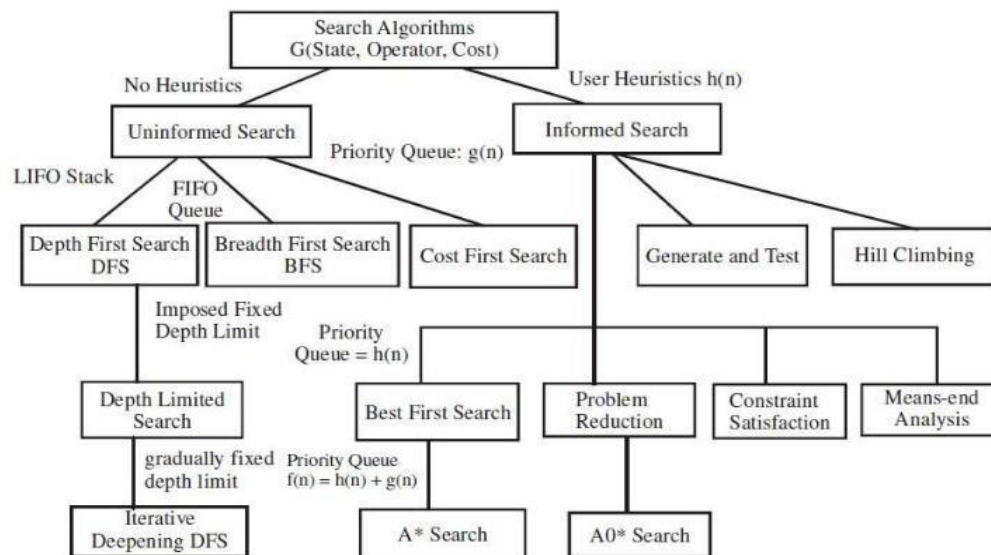 Search Algorithms
G(State, Operator, Cost)
No Heuristics
User Heuristics h(n)
Uninformed Search
Informed Search
Priority Queue: g(n)
LIFO Stack
FIFO
Queue
Depth First Search
DFS
Breadth First Search
BFS
Cost First Search
Generate and Test
Hill Climbing
Imposed Fixed
Depth Limit
Priority
Queue = h(n)
Depth Limited
Search
Best First Search
Problem
Reduction
Constraint
Satisfaction
Means-end
Analysis
gradually fixed
depth limit
Priority Queue
f(n) = h(n) + g(n)
Iterative
Deepening DFS
A* Search
A0* Search